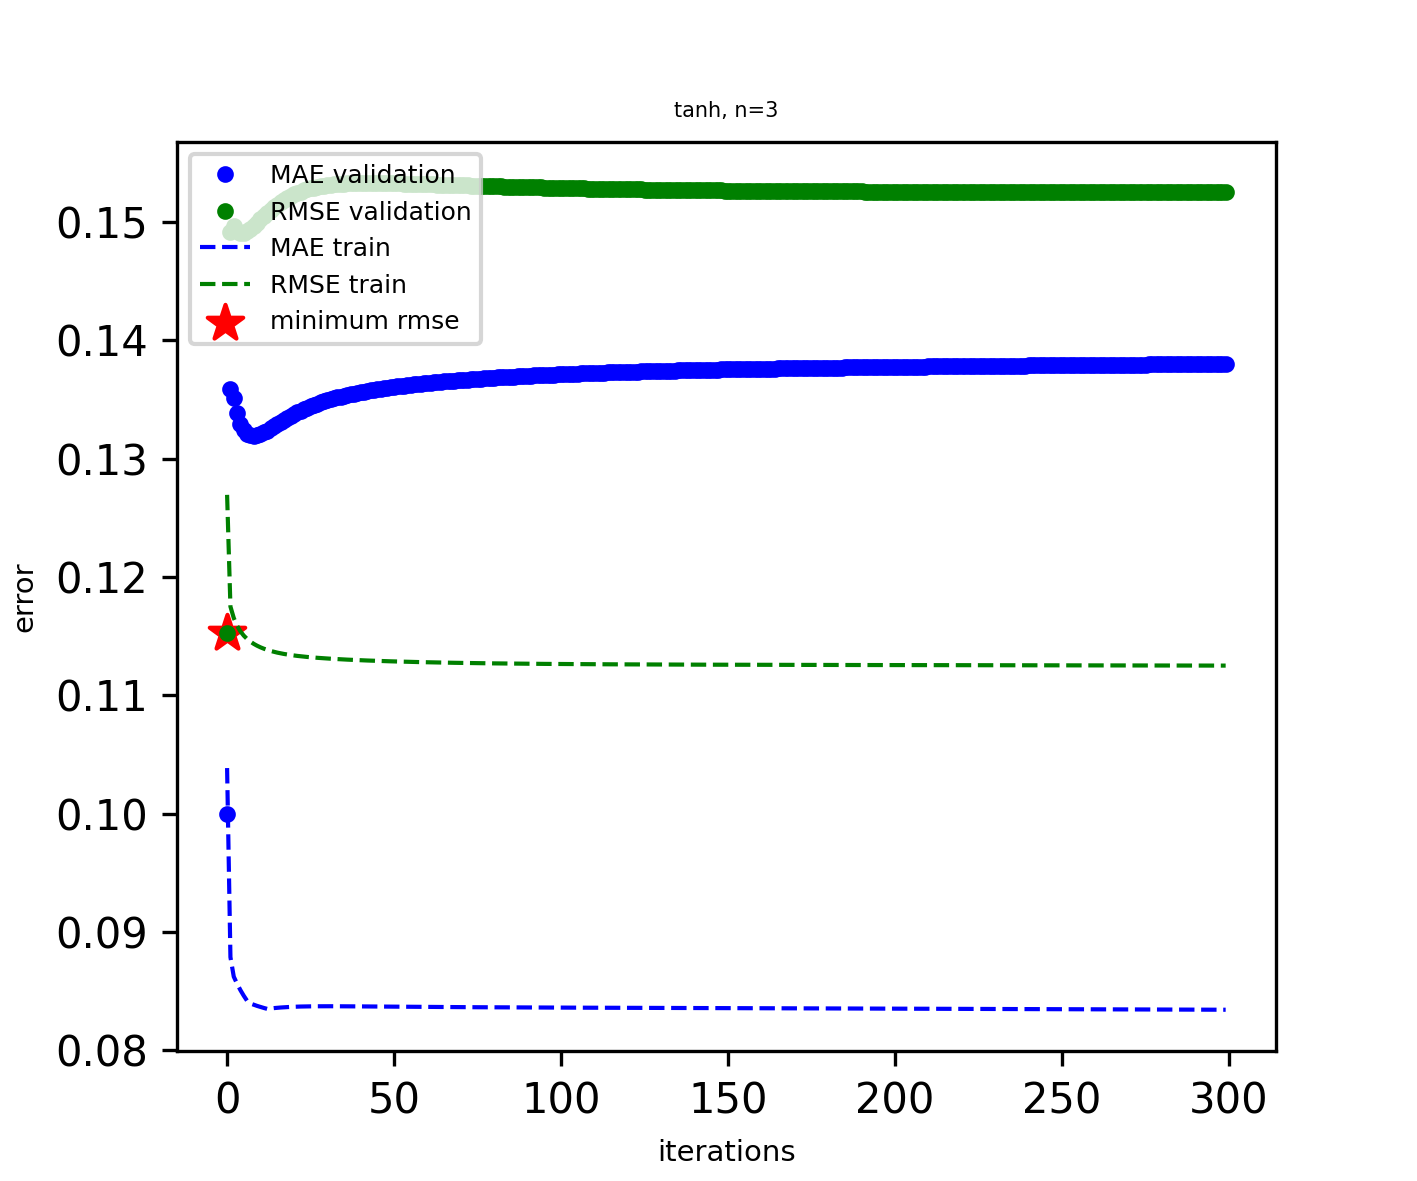 tanh, n=3
MAE validation
RMSE validation
MAE train
RMSE train
minimum rmse
0.15
0.14
0.13
0.12
0.11
0.10
0.09
0.08
error
0 50 100 150 200 250 300
iterations